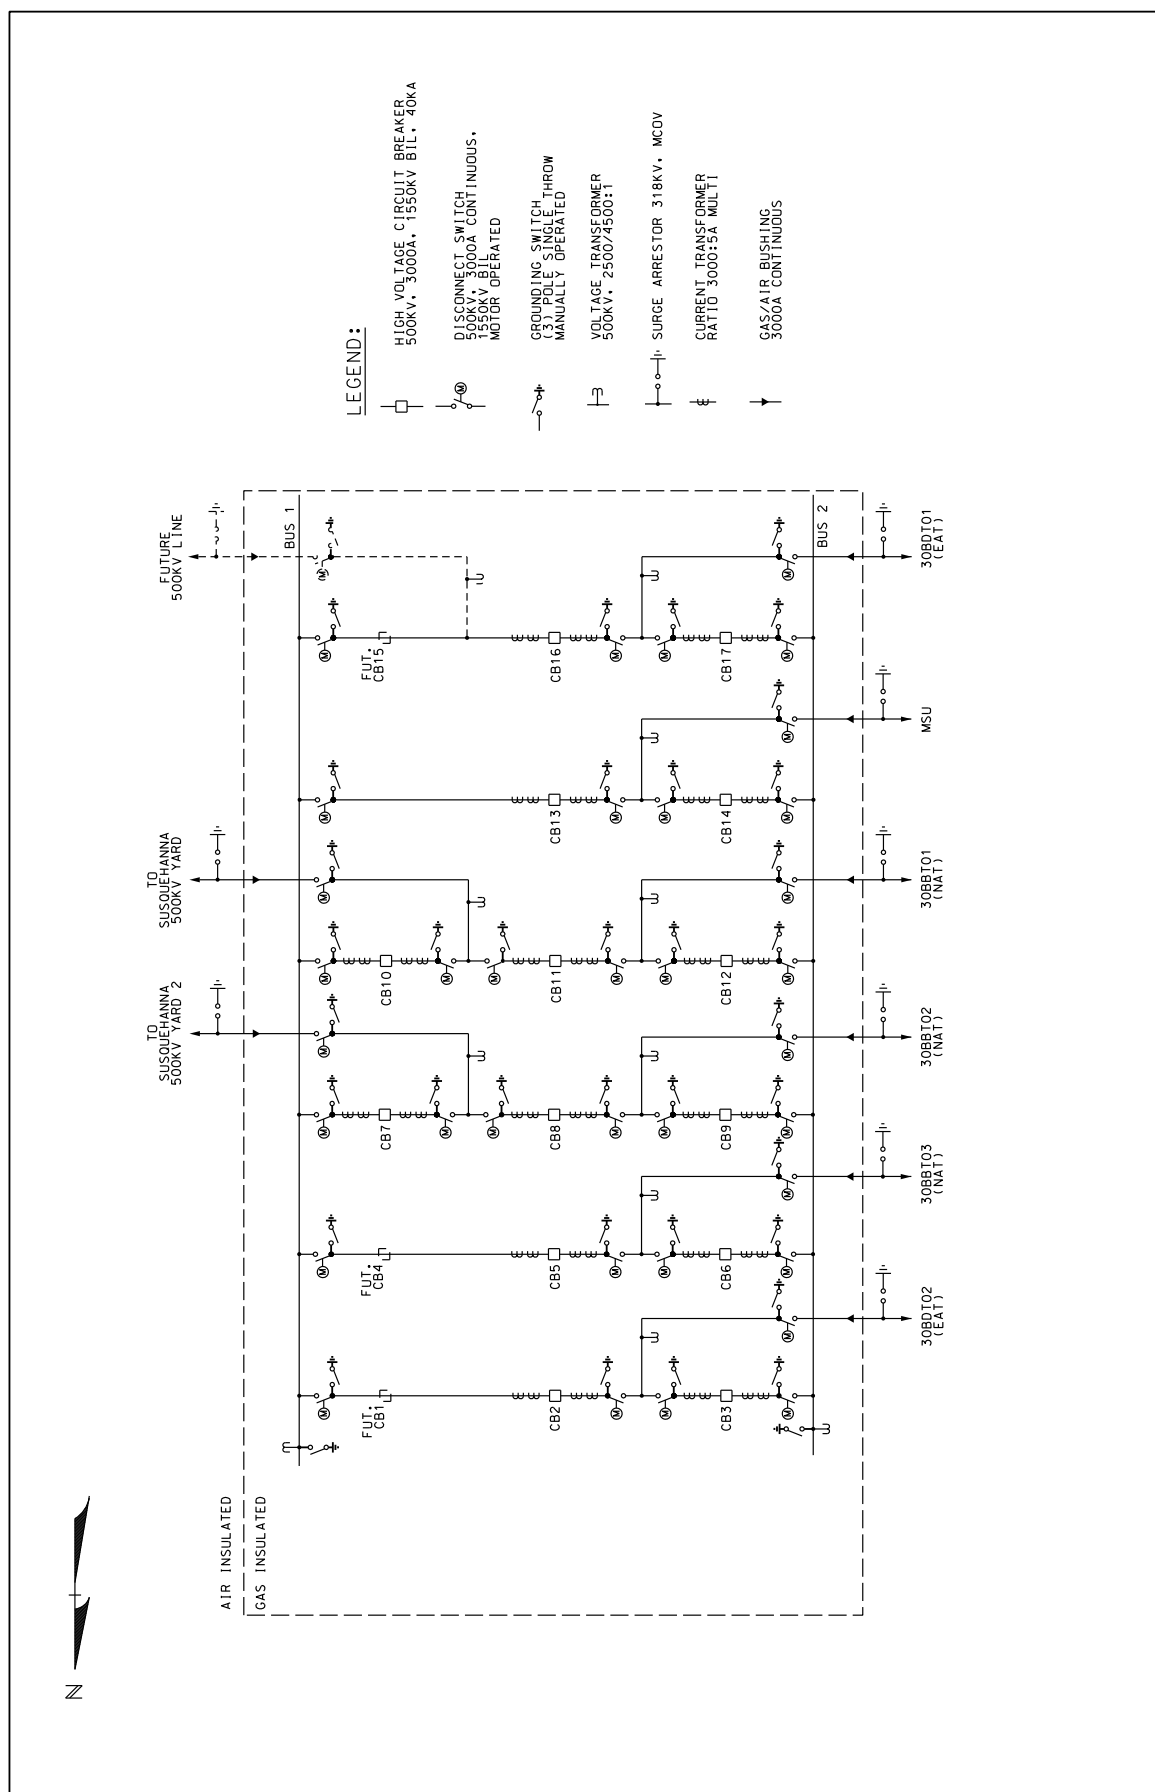 LEGEND:
HIGH VOLTAGE CIRCUIT BREAKER
500KV, 3000A, 1550KV BIL, 40KA
DISCONNECT SWITCH
500KV, 3000A CONTINUOUS,
1550KV BIL
MOTOR OPERATED
M
GROUNDING SWITCH
(3) POLE SINGLE THROW
MANUALLY OPERATED
VOLTAGE TRANSFORMER
500KV, 2500/4500:1
SURGE ARRESTOR 318KV, MCOV
CURRENT TRANSFORMER
RATIO 3000:5A MULTI
GAS/AIR BUSHING
3000A CONTINUOUS
TO
SUSQUEHANNA
500KV YARD 2
TO
SUSQUEHANNA
500KV YARD
FUTURE
500KV LINE
AIR INSULATED
GAS INSULATED
BUS 1
FUT.
CB1
FUT.
CB4
CB7
CB10
FUT.
CB15
CB2
CB5
CB8
CB11
CB13
CB16
CB3
CB6
CB9
CB12
CB14
CB17
BUS 2
30BDT02
(EAT)
30BBT03
(NAT)
30BBT02
(NAT)
30BBT01
(NAT)
MSU
30BDT01
(EAT)
N